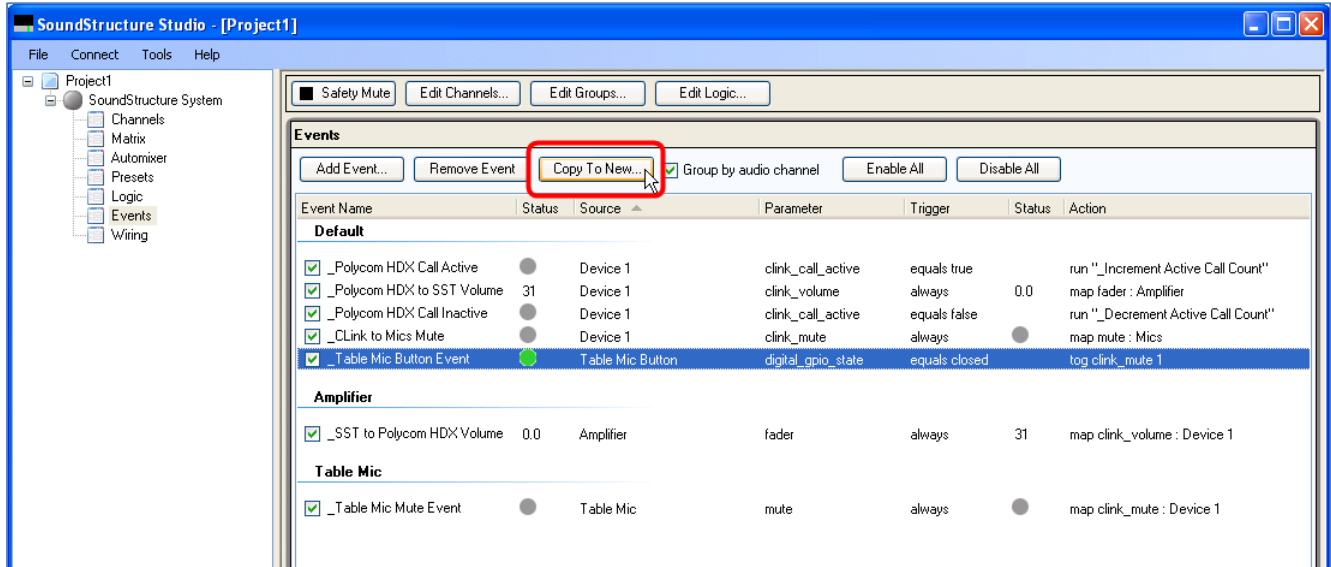 SoundStructure Studio - [Project1]
File Connect Tools Help
Project1
SoundStructure System
Channels
Matrix
Automixer
Presets
Logic
Events
Wiring
Safety Mute Edit Channels... Edit Groups... Edit Logic...
Events
Add Event... Remove Event Copy To New... Group by audio channel Enable All Disable All
Event Name Status Source Parameter Trigger Status Action
Default
_Polycom HDX Call Active Device 1 clink_call_active equals true run "_Increment Active Call Count"
_Polycom HDX to SST Volume 31 Device 1 clink_volume always 0.0 map fader : Amplifier
_Polycom HDX Call Inactive Device 1 clink_call_active equals false run "_Decrement Active Call Count"
_CLink to Mics Mute Device 1 clink_mute always map mute : Mics
_Table Mic Button Event Table Mic Button digital_gpio_state equals closed tog clink_mute 1
Amplifier
_SST to Polycom HDX Volume 0.0 Amplifier fader always 31 map clink_volume : Device 1
Table Mic
_Table Mic Mute Event Table Mic mute always map clink_mute : Device 1